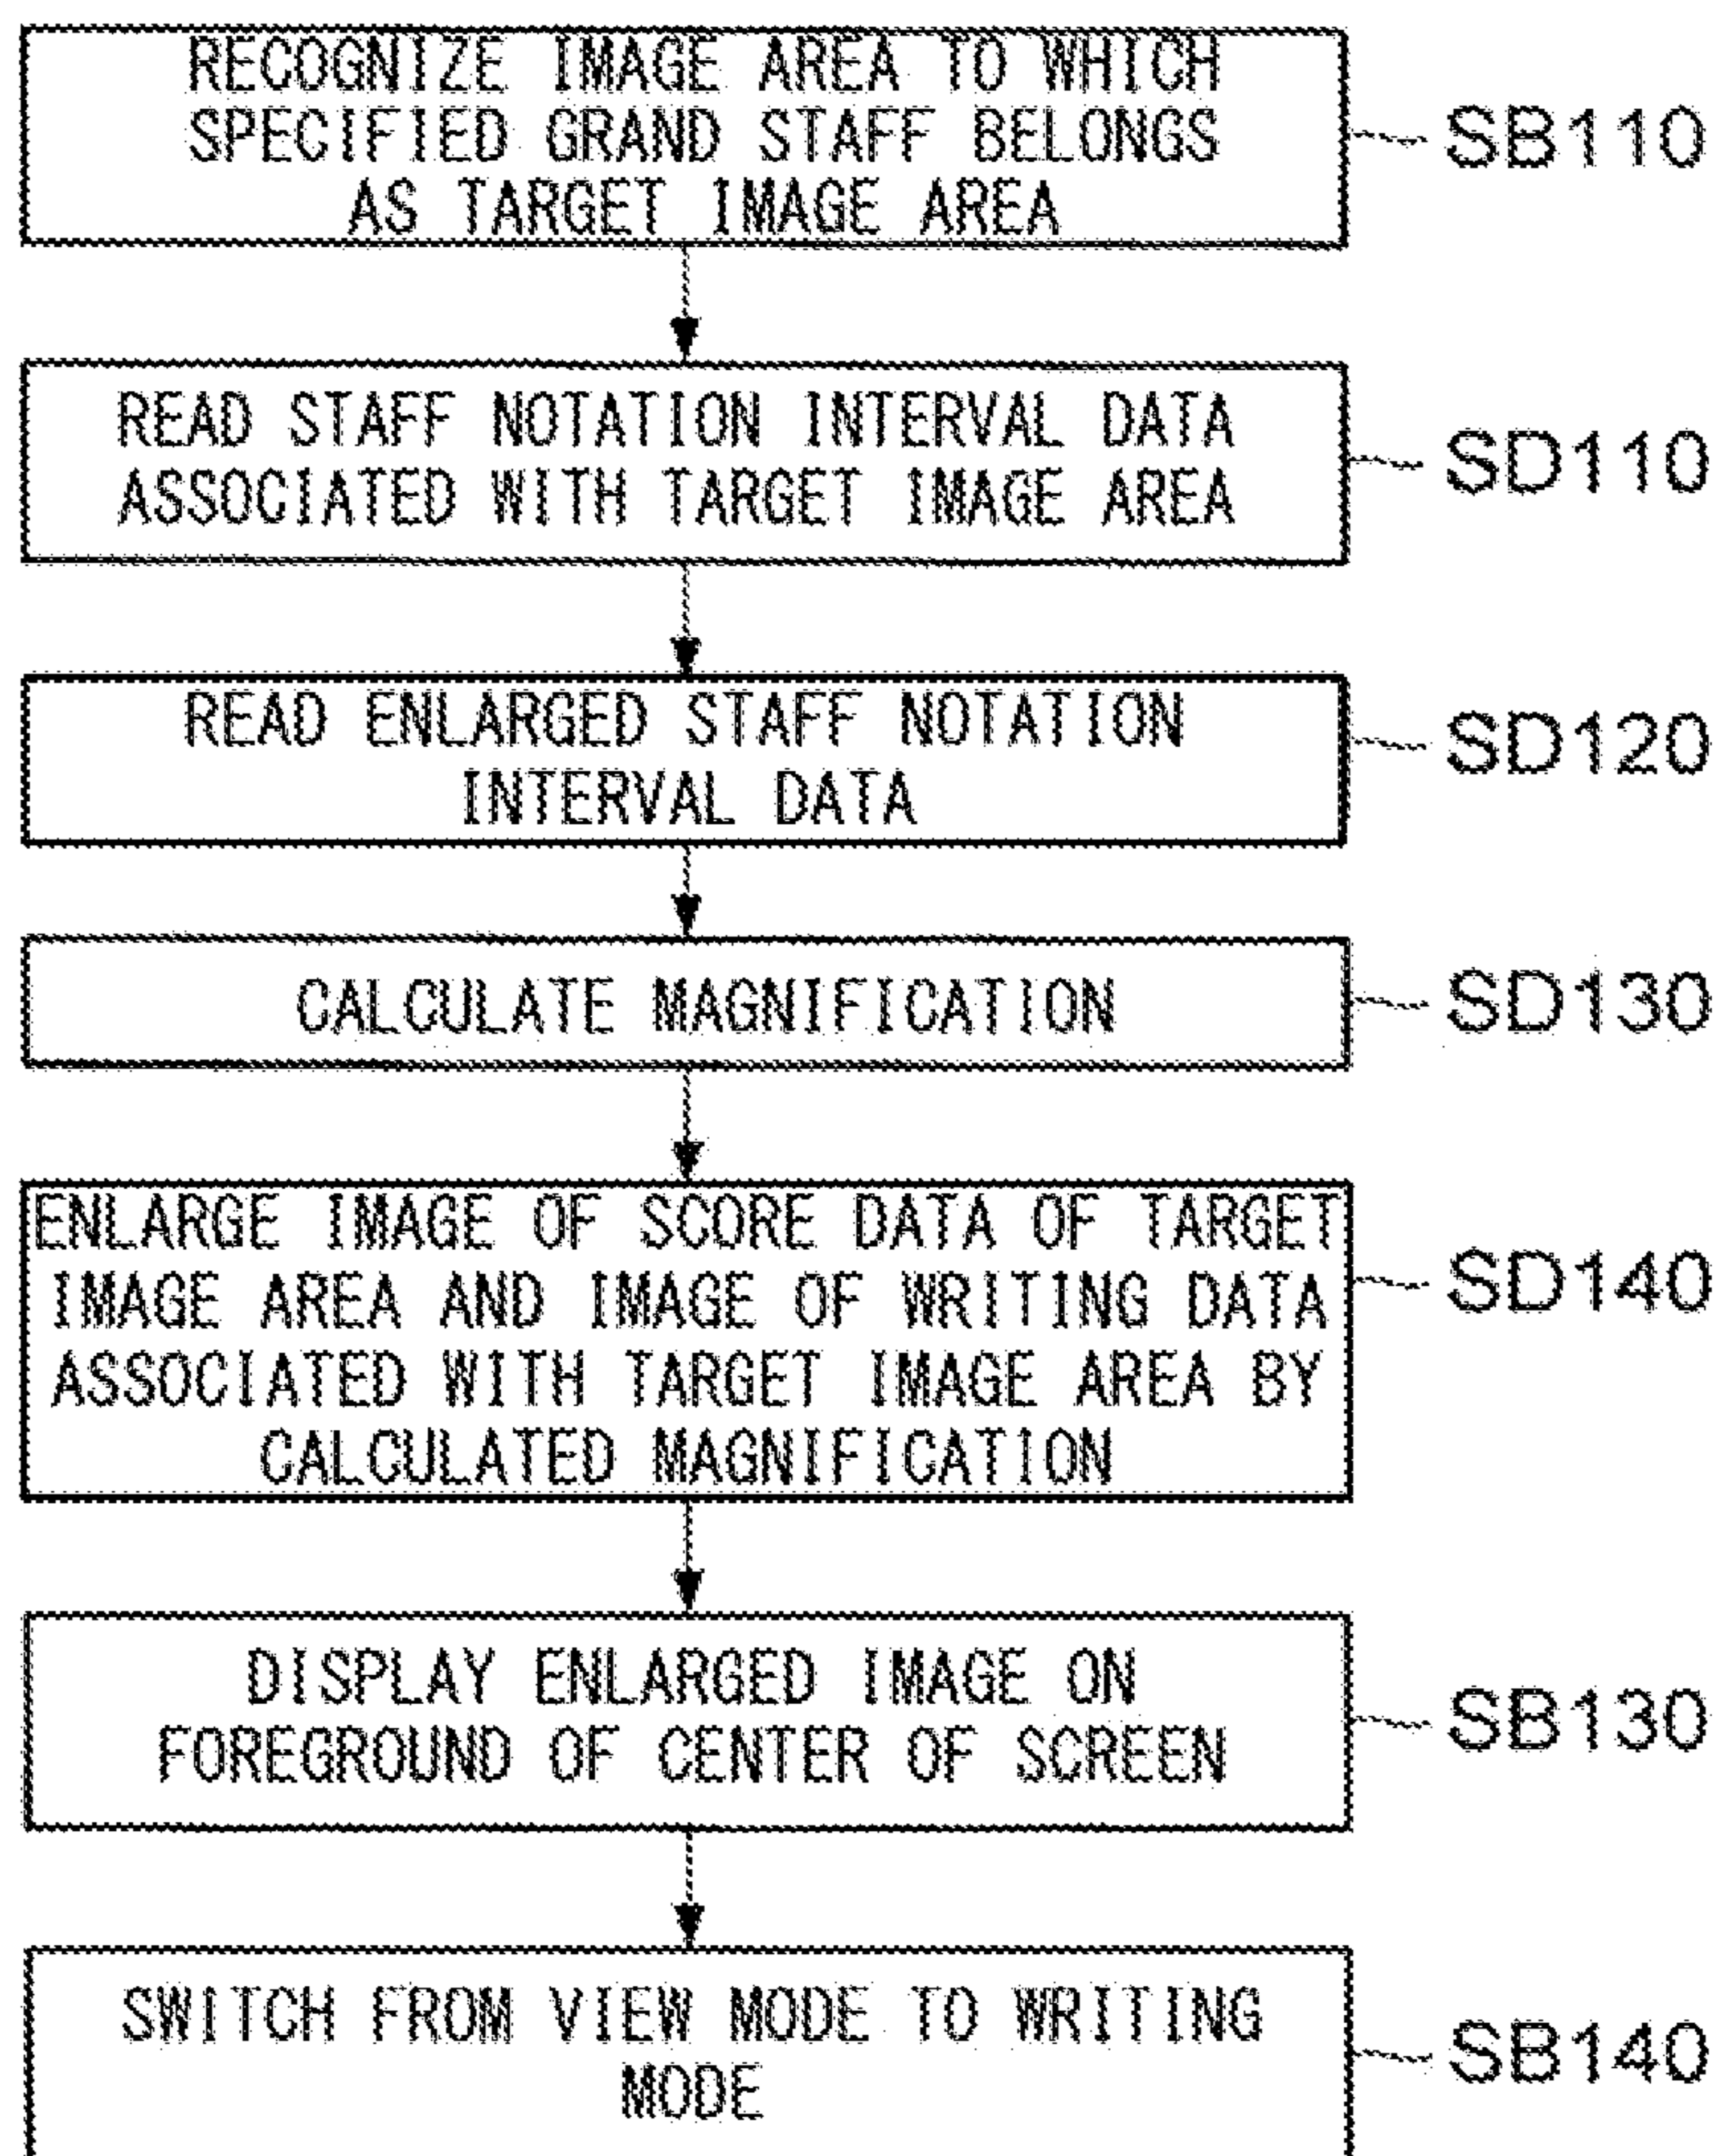 RECOGNIZE IMAGE AREA TO WHICH
SPECIFIED GRAND STAFF BELONGS
AS TARGET IMAGE AREA
SB110
READ STAFF NOTATION INTERVAL DATA
ASSOCIATED WITH TARGET IMAGE AREA
SD110
READ ENLARGED STAFF NOTATION
INTERVAL DATA
SD120
CALCULATE MAGNIFICATION
SD130
ENLARGE IMAGE OF SCORE DATA OF TARGET
IMAGE AREA AND IMAGE OF WRITING DATA
ASSOCIATED WITH TARGET IMAGE AREA BY
CALCULATED MAGNIFICATION
SD140
DISPLAY ENLARGED IMAGE ON
FOREGROUND OF CENTER OF SCREEN
SB130
SWITCH FROM VIEW MODE TO WRITING
MODE
SB140